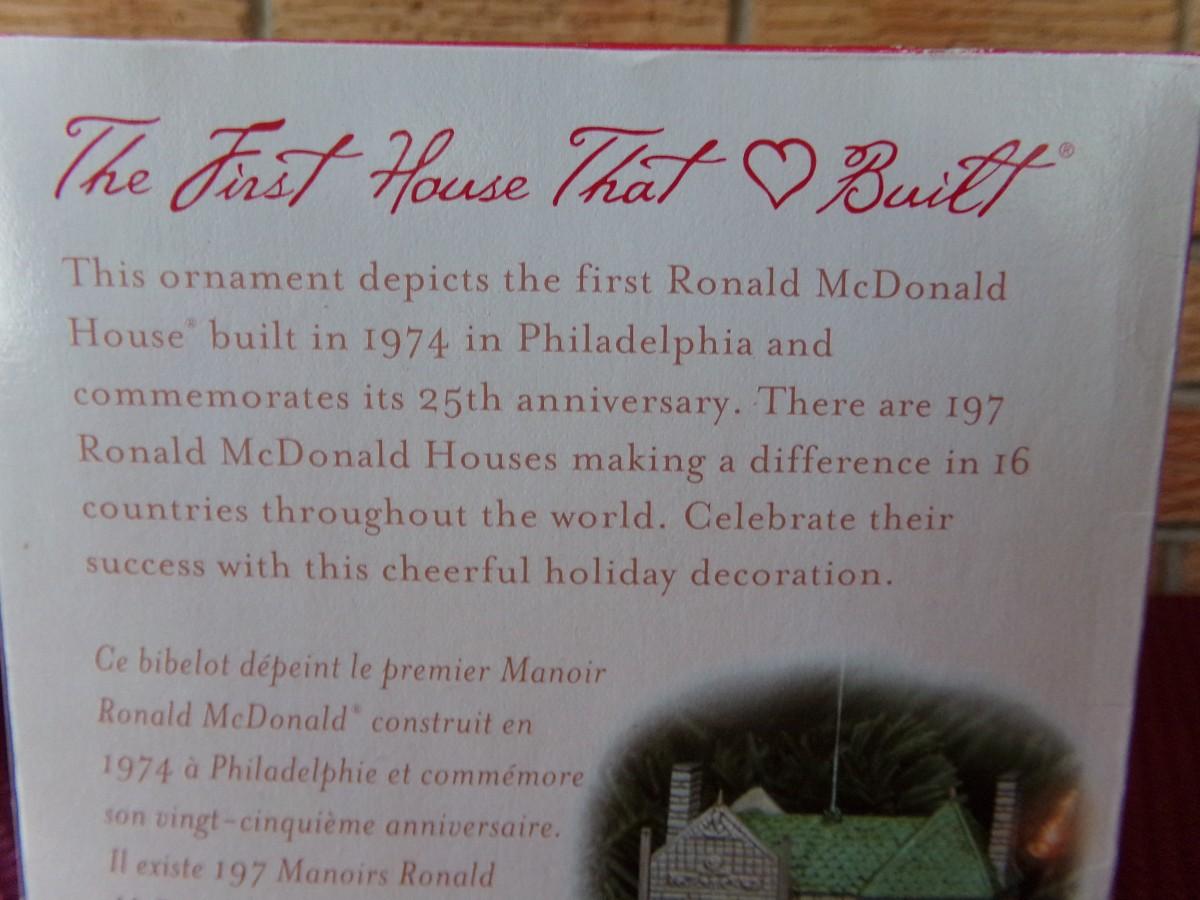 The First House That ♡ Built®
This ornament depicts the first Ronald McDonald
House® built in 1974 in Philadelphia and
commemorates its 25th anniversary. There are 197
Ronald McDonald Houses making a difference in 16
countries throughout the world. Celebrate their
success with this cheerful holiday decoration.
Ce bibelot dépeint le premier Manoir
Ronald McDonald® construit en
1974 à Philadelphie et commémore
son vingt-cinquième anniversaire.
Il existe 197 Manoirs Ronald